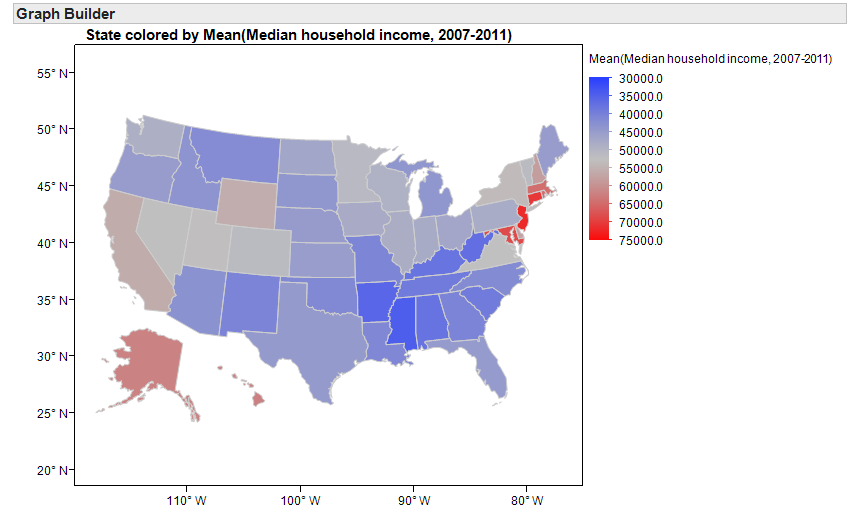 Graph Builder
State colored by Mean(Median household income, 2007-2011)
Mean(Median household income, 2007-2011)
30000.0
35000.0
40000.0
45000.0
50000.0
55000.0
60000.0
65000.0
70000.0
75000.0
55° N
50° N
45° N
40° N
35° N
30° N
25° N
20° N
110° W 100° W 90° W 80° W